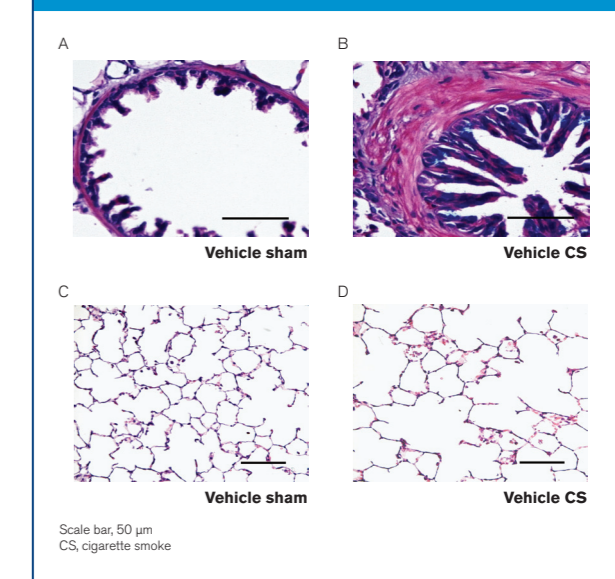 A
B
Vehicle sham
Vehicle CS
C
D
Vehicle sham
Vehicle CS
Scale bar, 50 µm
CS, cigarette smoke